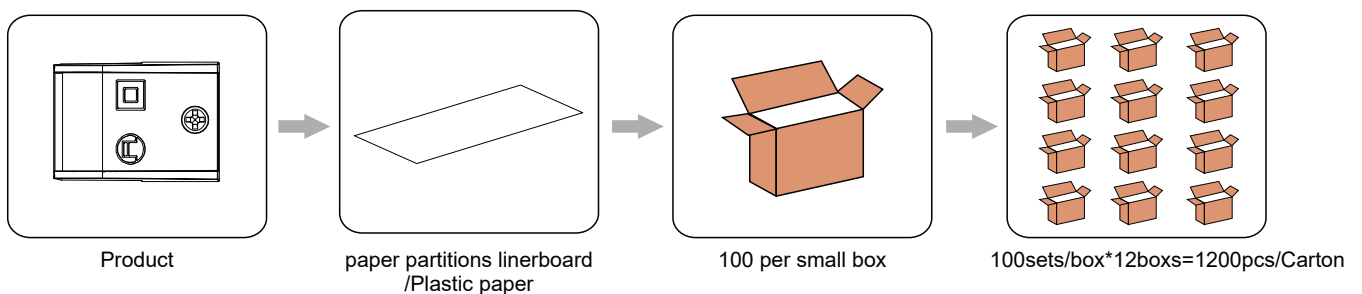 Product
paper partitions linerboard
/Plastic paper
100 per small box
100sets/box*12boxs=1200pcs/Carton